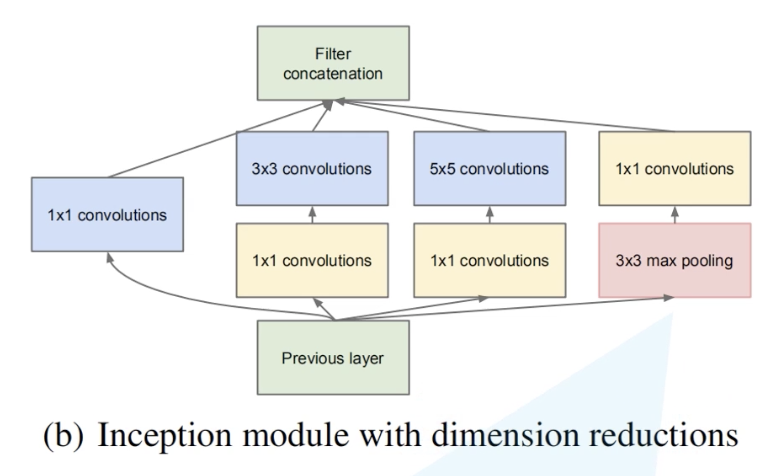 Filter
concatenation
3x3 convolutions
5x5 convolutions
1x1 convolutions
1x1 convolutions
1x1 convolutions
1x1 convolutions
3x3 max pooling
Previous layer
(b) Inception module with dimension reductions